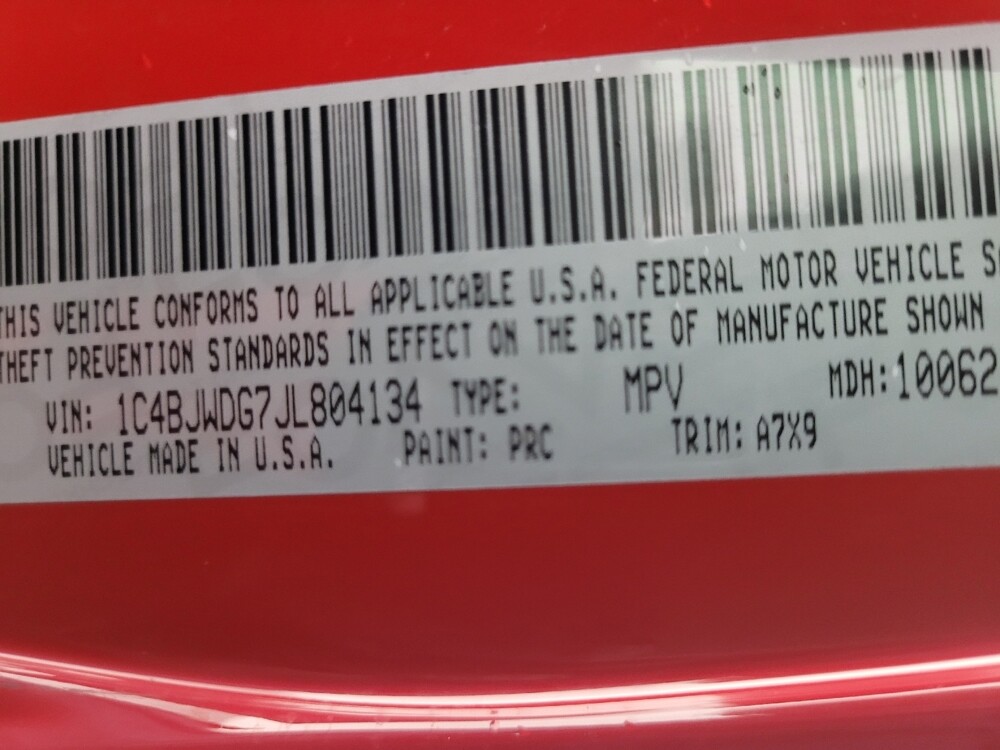 THIS VEHICLE CONFORMS TO ALL APPLICABLE U.S.A. FEDERAL MOTOR VEHICLE
THEFT PREVENTION STANDARDS IN EFFECT ON THE DATE OF MANUFACTURE SHOWN
VIN: 1C4BJWDG7JL804134 TYPE: MPV MDH: 10062
VEHICLE MADE IN U.S.A. PAINT: PRC TRIM: A7X9